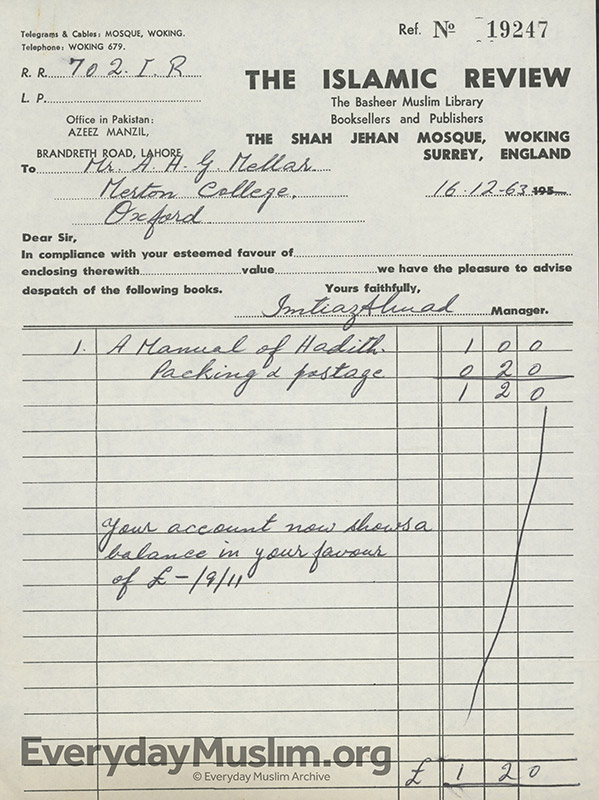 Telegrams & Cables: MOSQUE, WOKING.
Telephone: WOKING 679.
Ref. No 19247
R. R. 702. I. R
L. P.
THE ISLAMIC REVIEW
The Basheer Muslim Library
Booksellers and Publishers
THE SHAH JEHAN MOSQUE, WOKING
SURREY, ENGLAND
Office in Pakistan:
AZEEZ MANZIL,
BRANDRETH ROAD, LAHORE
To Mr. A H. G. Mellar
Merton College,
Oxford
16-12-63 195
Dear Sir,
In compliance with your esteemed favour of
enclosing therewith value we have the pleasure to advise
despatch of the following books. Yours faithfully,
Imtiaz Ahmad Manager.
1. A Manual of Hadith. 1 0 0
Packing & postage 0 2 0
1 2 0
Your account now shows a
balance in your favour
of £ -/9/11
EverydayMuslim.org
© Everyday Muslim Archive
£ 1 2 0